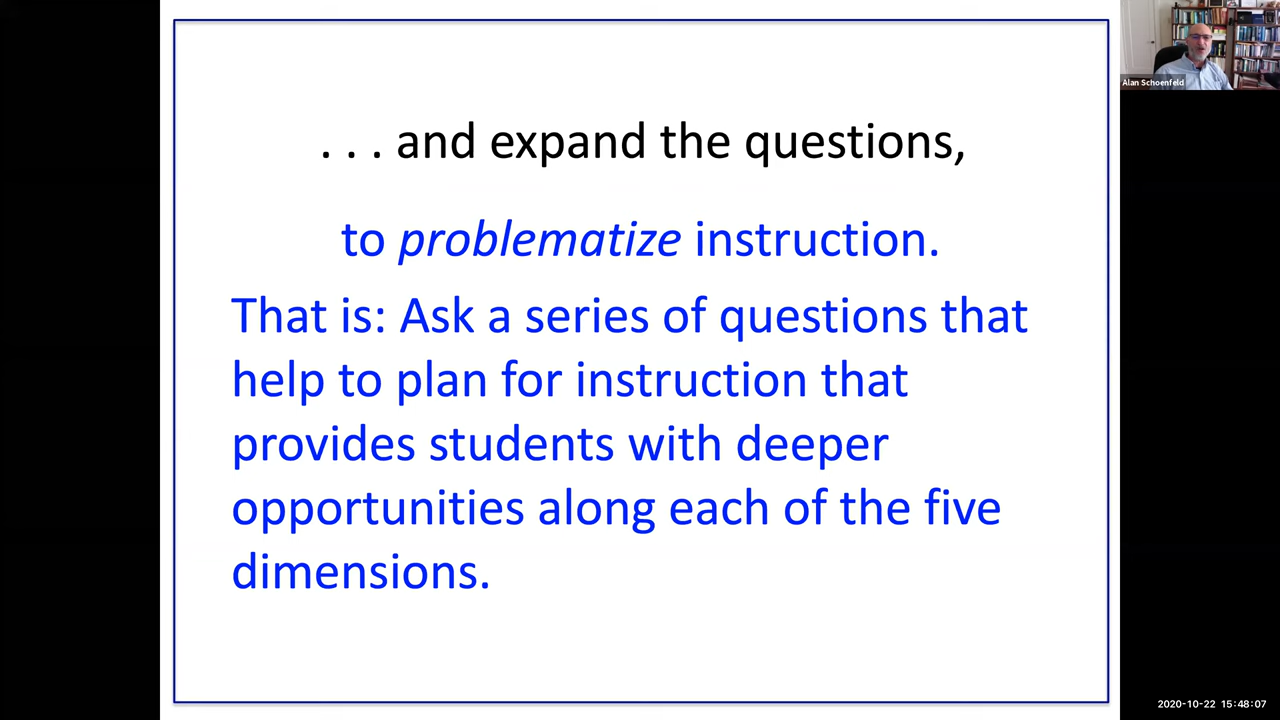 . . . and expand the questions,
to problematize instruction.
That is: Ask a series of questions that
help to plan for instruction that
provides students with deeper
opportunities along each of the five
dimensions.
Alan Schoenfeld
2020-10-22 15:48:07